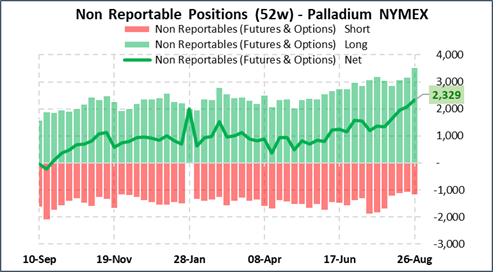 Non Reportable Positions (52w) - Palladium NYMEX
Non Reportables (Futures & Options) Short
Non Reportables (Futures & Options) Long
Non Reportables (Futures & Options) Net
4,000
3,000
2,329
2,000
1,000
-
-1,000
-2,000
-3,000
10-Sep 19-Nov 28-Jan 08-Apr 17-Jun 26-Aug